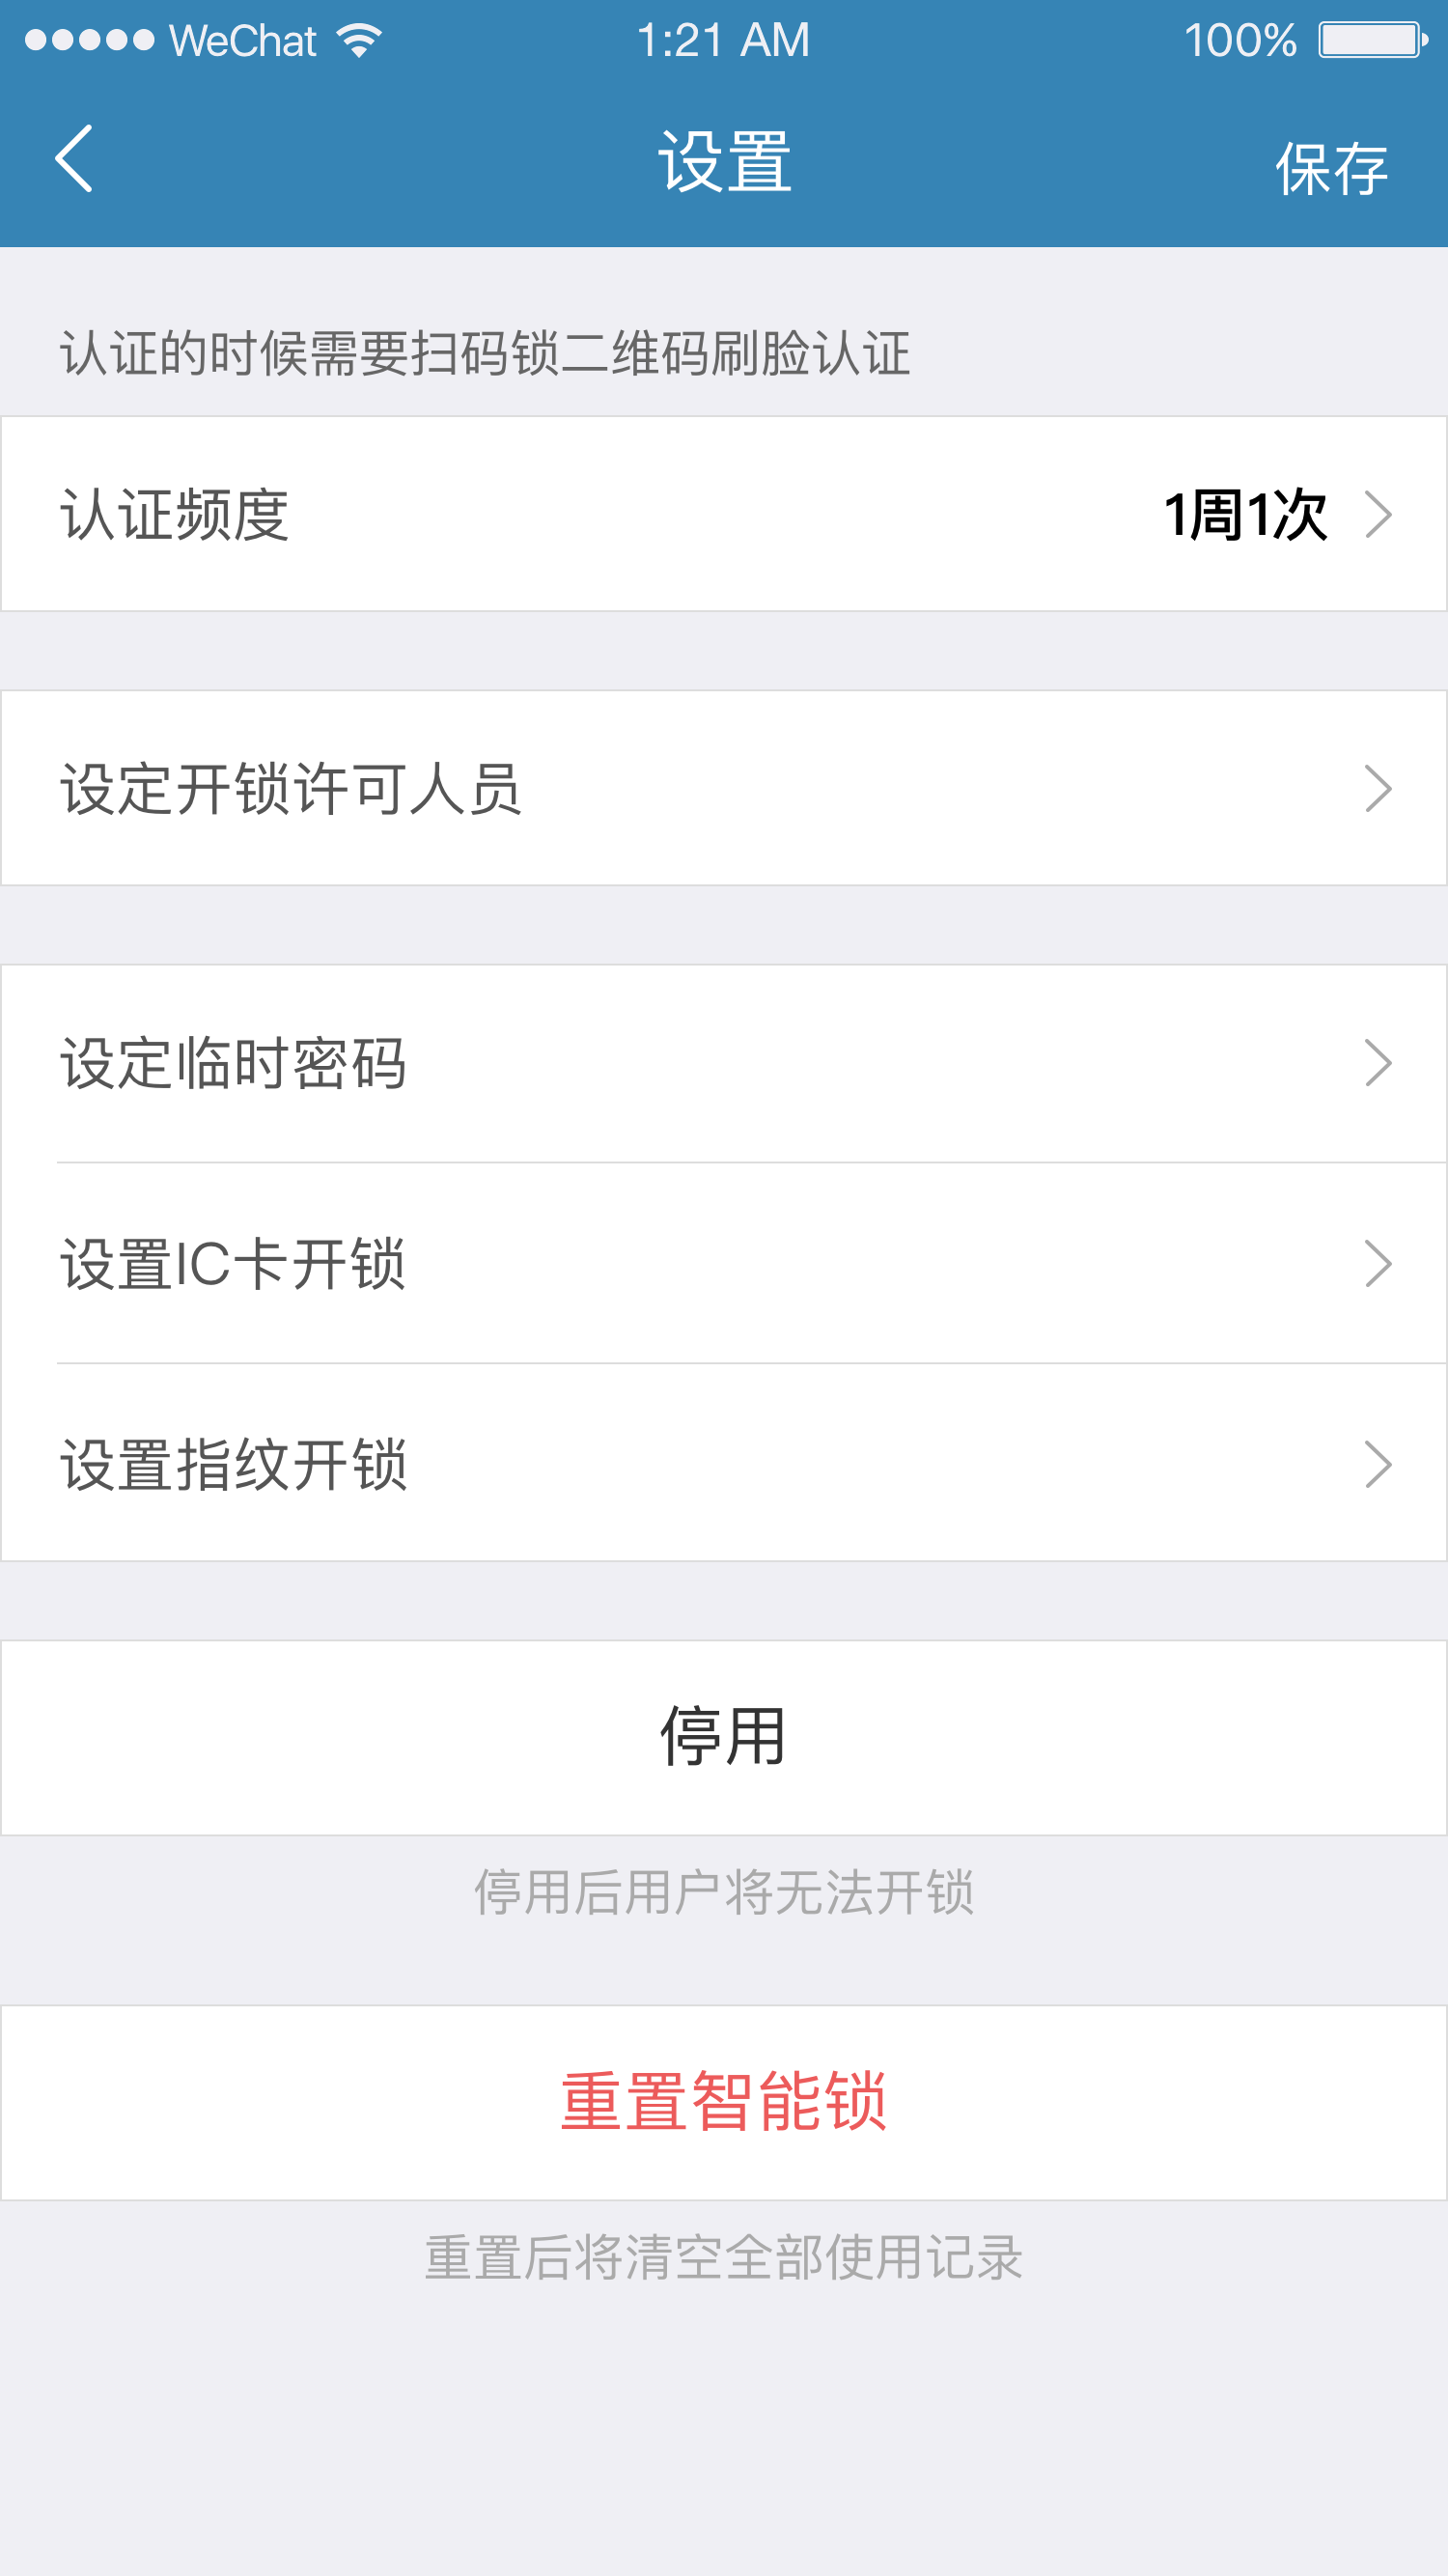 WeChat 1:21 AM 100%
设置 保存
认证的时候需要扫码锁二维码刷脸认证
认证频度 1周1次
设定开锁许可人员
设定临时密码
设置IC卡开锁
设置指纹开锁
停用
停用后用户将无法开锁
重置智能锁
重置后将清空全部使用记录